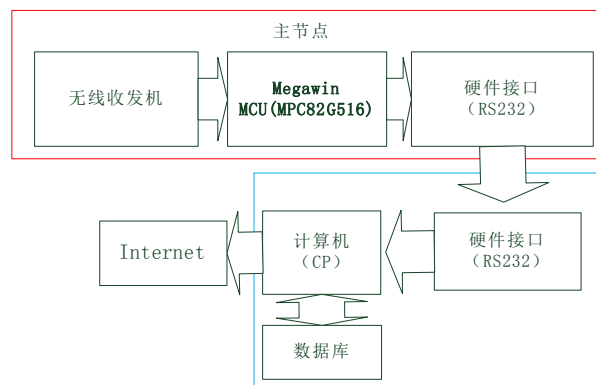 主节点
无线收发机
Megawin
MCU(MPC82G516)
硬件接口
(RS232)
Internet
计算机
(CP)
硬件接口
(RS232)
数据库